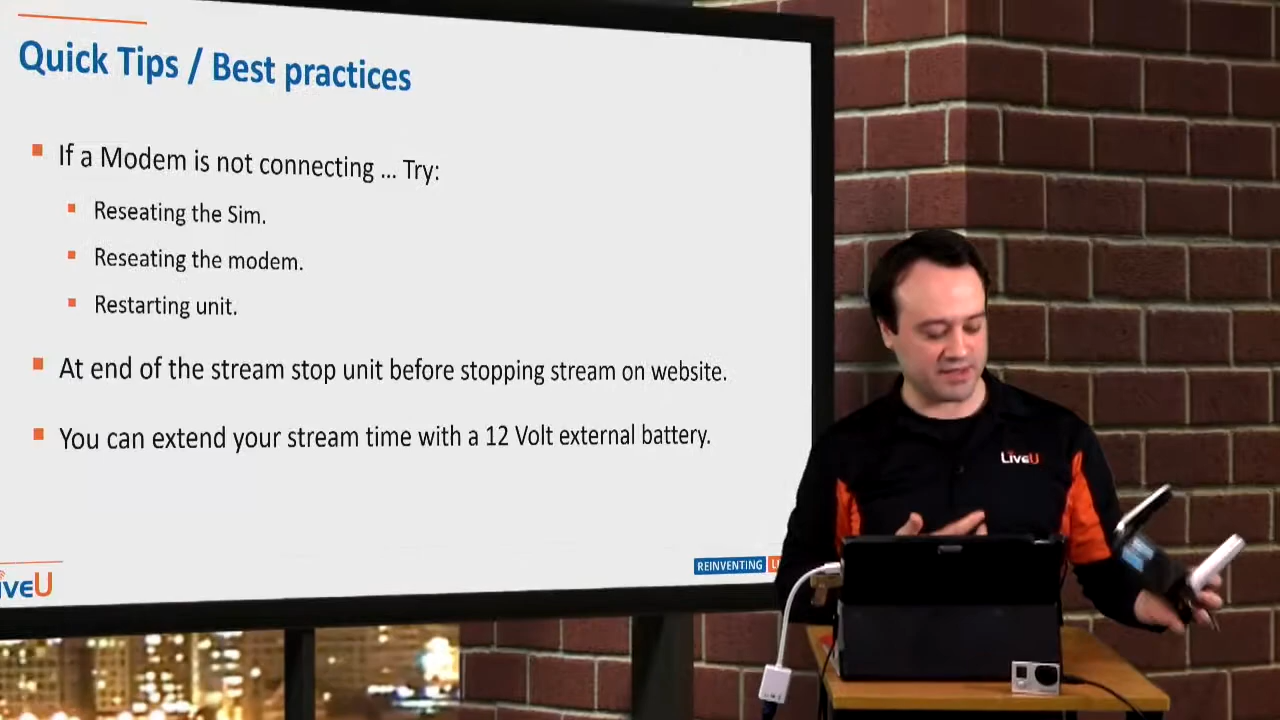 Quick Tips / Best practices
If a Modem is not connecting ... Try:
Reseating the Sim.
Reseating the modem.
Restarting unit.
At end of the stream stop unit before stopping stream on website.
You can extend your stream time with a 12 Volt external battery.
LiveU
iveU
REINVENTING L